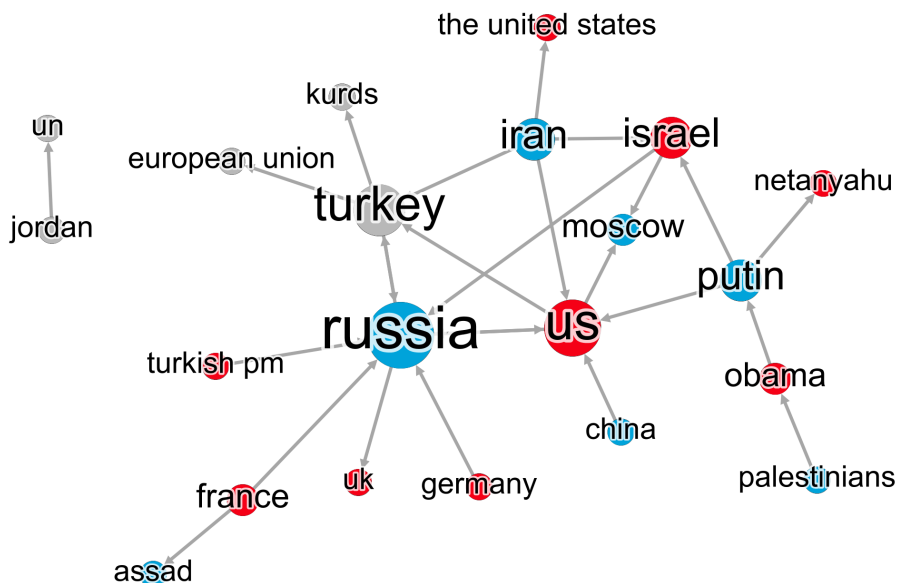 the united states
kurds
un
iran
israel
european union
netanyahu
turkey
jordan
moscow
putin
russia
us
turkish pm
obama
china
uk
germany
palestinians
france
assad